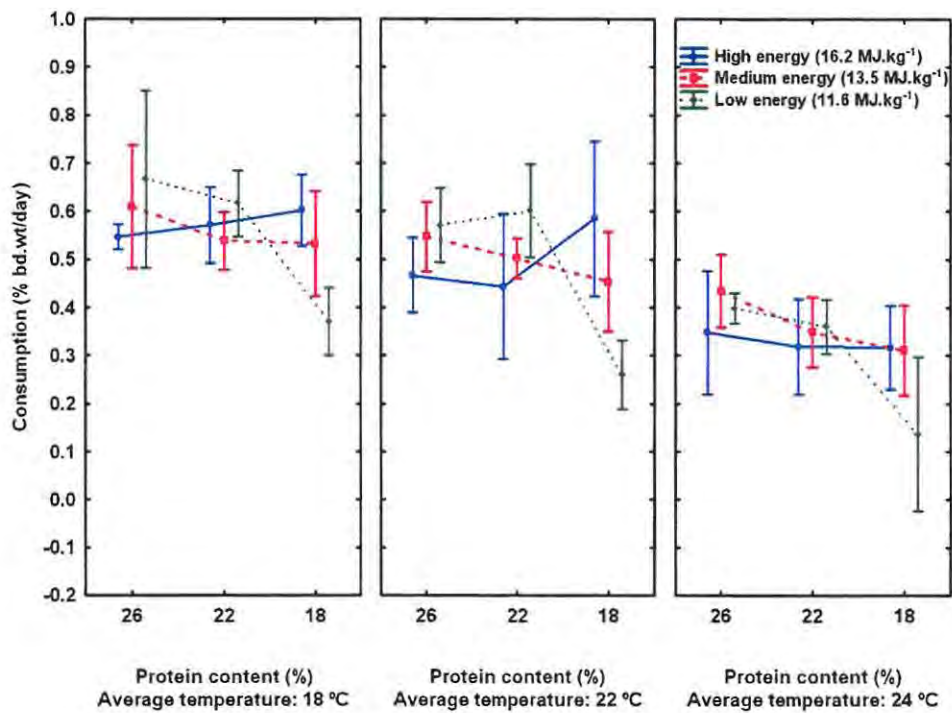 1.0
0.9
0.8
0.7
0.6
0.5
0.4
0.3
0.2
0.1
0.0
-0.1
-0.2
Consumption (% bd.wt/day)
High energy (16.2 MJ.kg⁻¹)
Medium energy (13.5 MJ.kg⁻¹)
Low energy (11.6 MJ.kg⁻¹)
26 22 18
26 22 18
26 22 18
Protein content (%)
Average temperature: 18 ºC
Protein content (%)
Average temperature: 22 ºC
Protein content (%)
Average temperature: 24 ºC